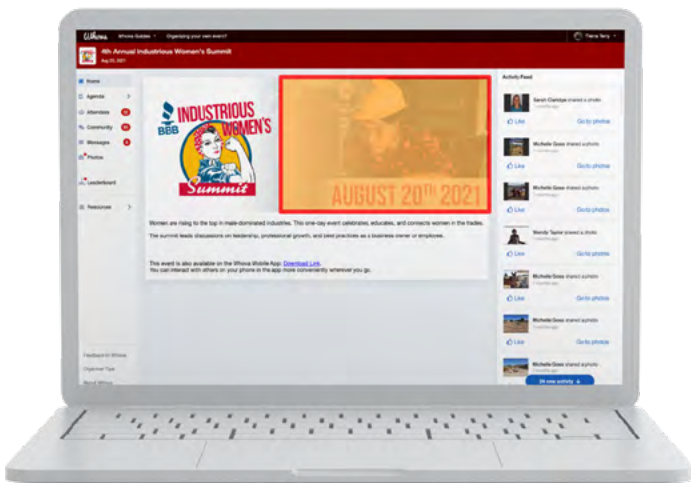 Whova
Whova Guides
Organizing your own event?
Tierra Terry
4th Annual Industrious Women's Summit
Aug 20, 2021
Home
Agenda
Attendees
Community
Messages
Photos
Leaderboard
Resources
Feedback to Whova
Organizer Tips
About Whova
BBB
INDUSTRIOUS
WOMEN'S
Summit
AUGUST 20TH 2021
Women are rising to the top in male-dominated industries. This one-day event celebrates, educates, and connects women in the trades.
The summit leads discussions on leadership, professional growth, and best practices as a business owner or employee.
This event is also available on the Whova Mobile App: Download Link.
You can interact with others on your phone in the app more conveniently wherever you go.
Activity Feed
Sarah Claridge shared a photo
Like Go to photos
Michelle Goss shared a photo
Like Go to photos
Michelle Goss shared a photo
Like Go to photos
Wendy Taylor shared a photo
Like Go to photos
Michelle Goss shared a photo
Like Go to photos
Michelle Goss shared a photo
Like Go to photos
Michelle Goss shared a photo
24 new activity